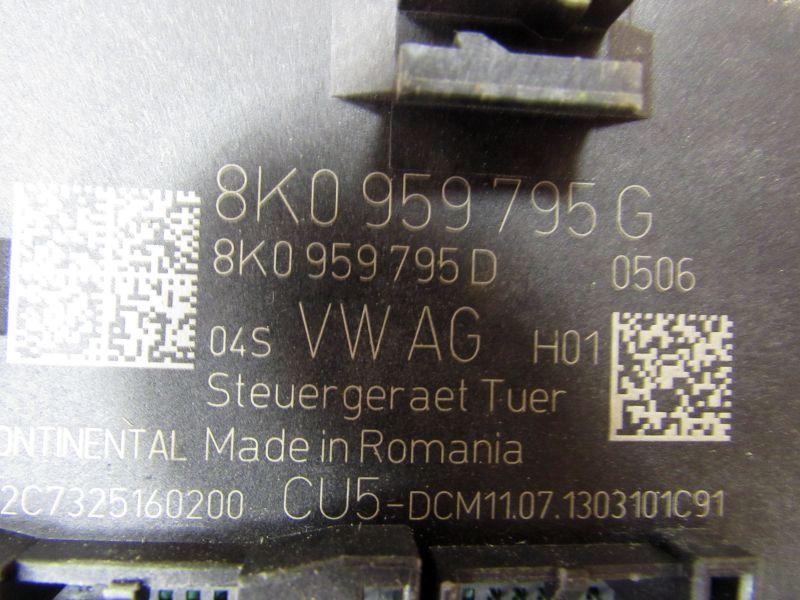 8K0 959 795 G
8K0 959 795 D 0506
04S VW AG H01
Steuergeraet Tuer
ONTINENTAL Made in Romania
2C7325160200 CU5-DCM11.07.1303101C91